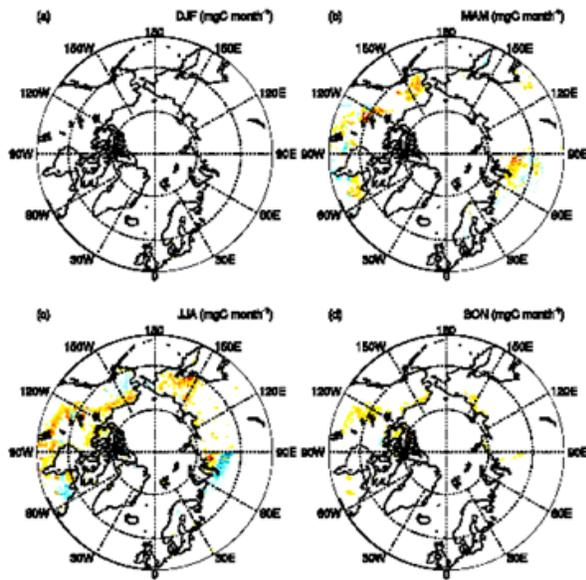 (a) DJF (mgC month⁻¹)
180
150W 150E
120W 120E
90W 90E
60W 60E
30W 30E
0
(b) MAM (mgC month⁻¹)
180
150W 150E
120W 120E
90W 90E
60W 60E
30W 30E
0
(c) JJA (mgC month⁻¹)
180
150W 150E
120W 120E
90W 90E
60W 60E
30W 30E
0
(d) SON (mgC month⁻¹)
180
150W 150E
120W 120E
90W 90E
60W 60E
30W 30E
0